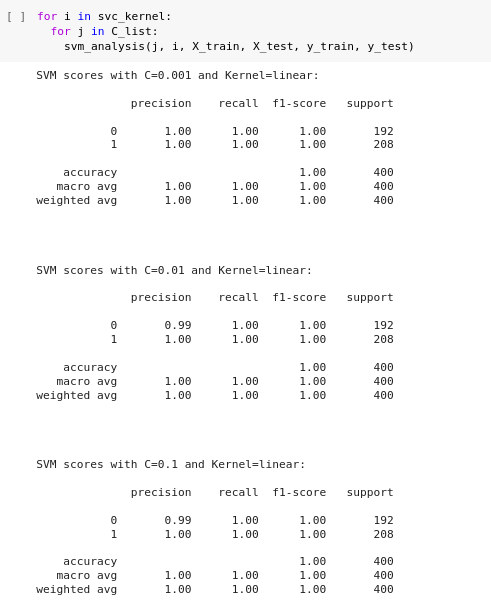 [ ] for i in svc_kernel:
for j in C_list:
svm_analysis(j, i, X_train, X_test, y_train, y_test)
SVM scores with C=0.001 and Kernel=linear:
precision recall f1-score support
0 1.00 1.00 1.00 192
1 1.00 1.00 1.00 208
accuracy 1.00 400
macro avg 1.00 1.00 1.00 400
weighted avg 1.00 1.00 1.00 400
SVM scores with C=0.01 and Kernel=linear:
precision recall f1-score support
0 0.99 1.00 1.00 192
1 1.00 1.00 1.00 208
accuracy 1.00 400
macro avg 1.00 1.00 1.00 400
weighted avg 1.00 1.00 1.00 400
SVM scores with C=0.1 and Kernel=linear:
precision recall f1-score support
0 0.99 1.00 1.00 192
1 1.00 1.00 1.00 208
accuracy 1.00 400
macro avg 1.00 1.00 1.00 400
weighted avg 1.00 1.00 1.00 400